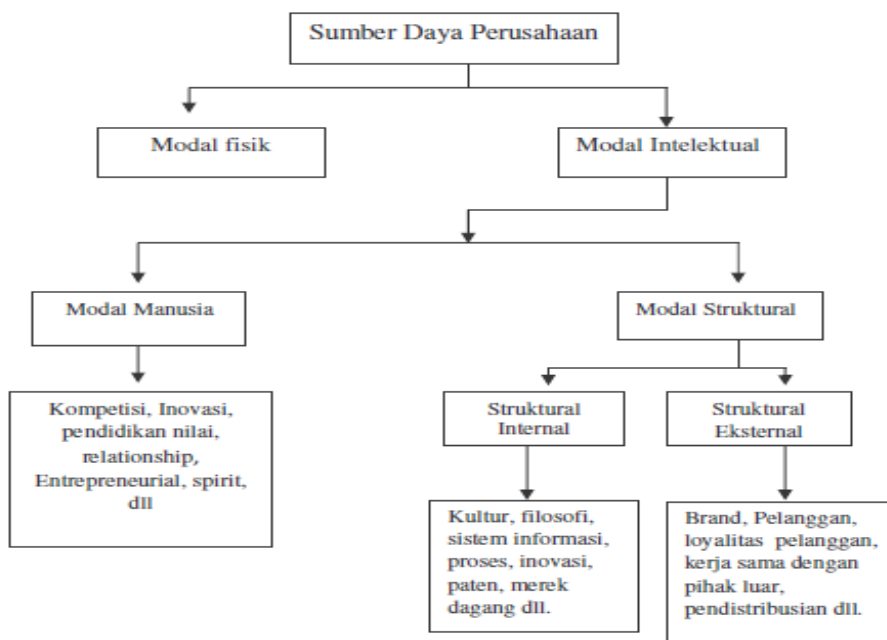 Sumber Daya Perusahaan
Modal fisik
Modal Intelektual
Modal Manusia
Modal Struktural
Kompetisi, Inovasi,
pendidikan nilai,
relationship,
Entrepreneurial, spirit,
dll
Struktural
Internal
Struktural
Eksternal
Kultur, filosofi,
sistem informasi,
proses, inovasi,
paten, merek
dagang dll.
Brand, Pelanggan,
loyalitas pelanggan,
kerja sama dengan
pihak luar,
pendistribusian dll.